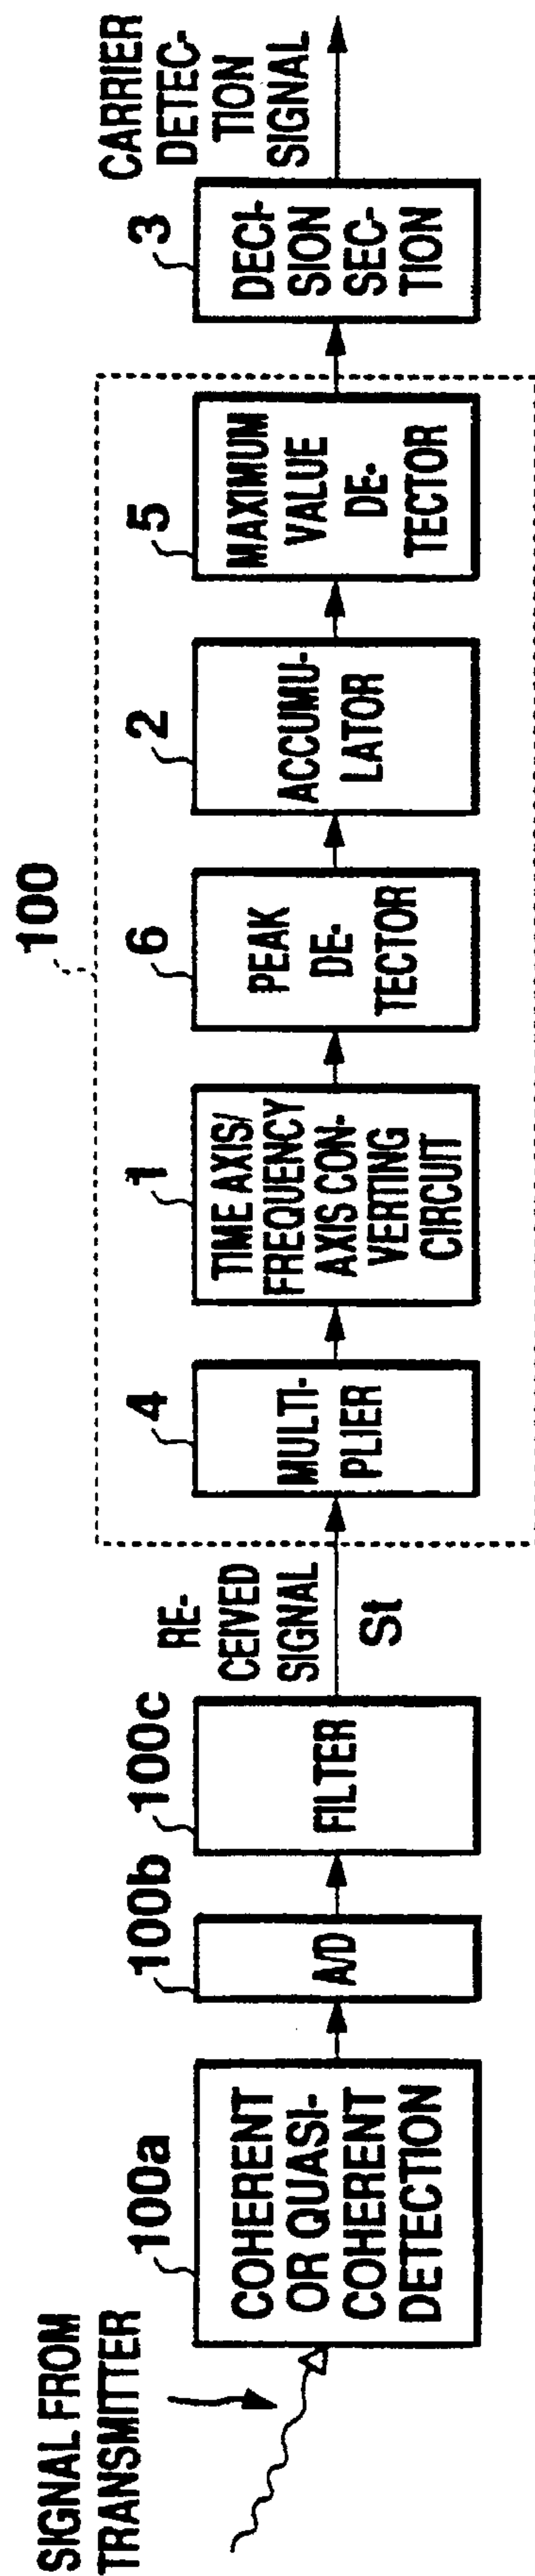 SIGNAL FROM
TRANSMITTER
100a
COHERENT
OR QUASI-
COHERENT
DETECTION
100b
A/D
100c
FILTER
RE-
CEIVED
SIGNAL
St
100
4
MULTI-
PLIER
1
TIME AXIS/
FREQUENCY
AXIS CON-
VERTING
CIRCUIT
6
PEAK
DE-
TECTOR
2
ACCUMU-
LATOR
5
MAXIMUM
VALUE
DE-
TECTOR
3
DECI-
SION
SEC-
TION
CARRIER
DETEC-
TION
SIGNAL